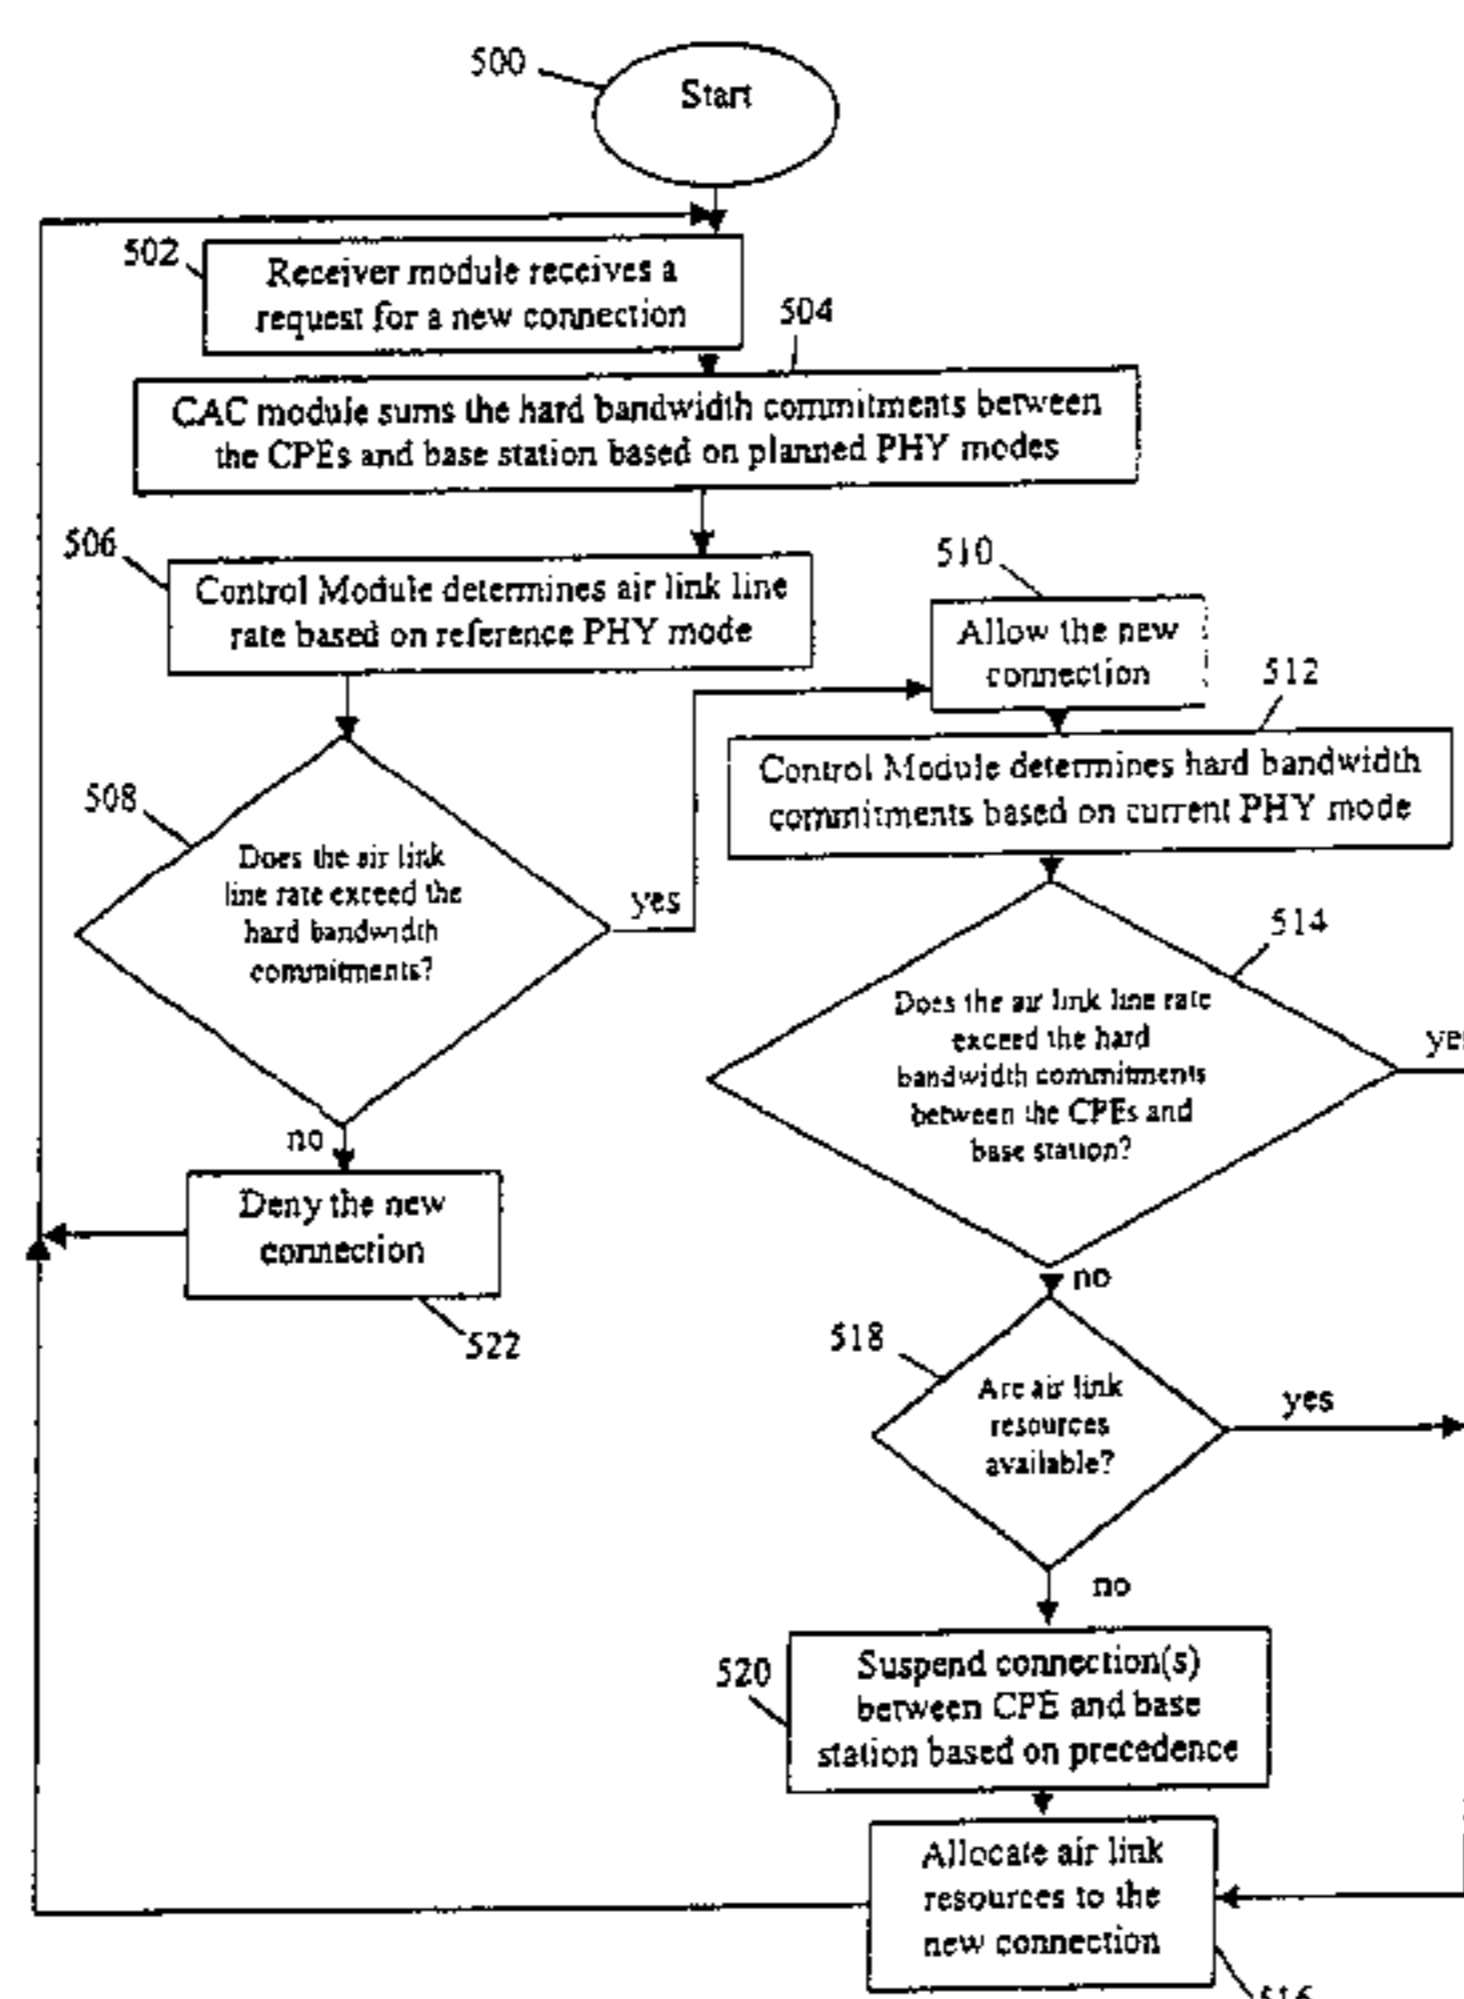 500
Start
502
Receiver module receives a
request for a new connection
504
CAC module sums the hard bandwidth commitments between
the CPEs and base station based on planned PHY modes
506
Control Module determines air link line
rate based on reference PHY mode
510
Allow the new
connection
512
Control Module determines hard bandwidth
commitments based on current PHY mode
508
Does the air link
line rate exceed the
hard bandwidth
commitments?
yes
514
Does the air link line rate
exceed the hard
bandwidth commitments
between the CPEs and
base station?
no
Deny the new
connection
522
no
518
Are air link
resources
available?
yes
no
520
Suspend connection(s)
between CPE and base
station based on precedence
Allocate air link
resources to the
new connection